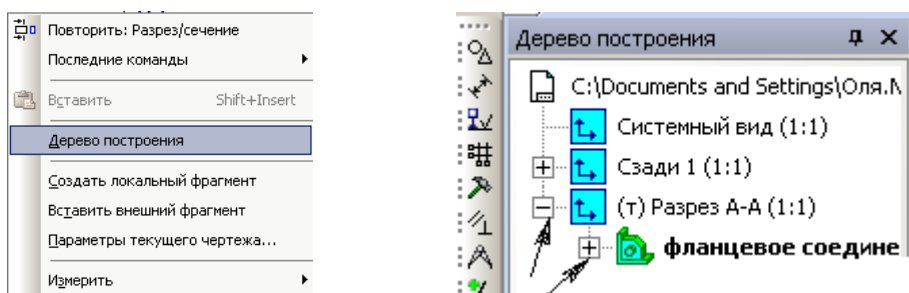 Повторить: Разрез/сечение
Последние команды
Вставить Shift+Insert
Дерево построения
Создать локальный фрагмент
Вставить внешний фрагмент
Параметры текущего чертежа...
Измерить
Дерево построения
C:\Documents and Settings\Оля.N
Системный вид (1:1)
Сзади 1 (1:1)
(т) Разрез А-А (1:1)
фланцевое соедине